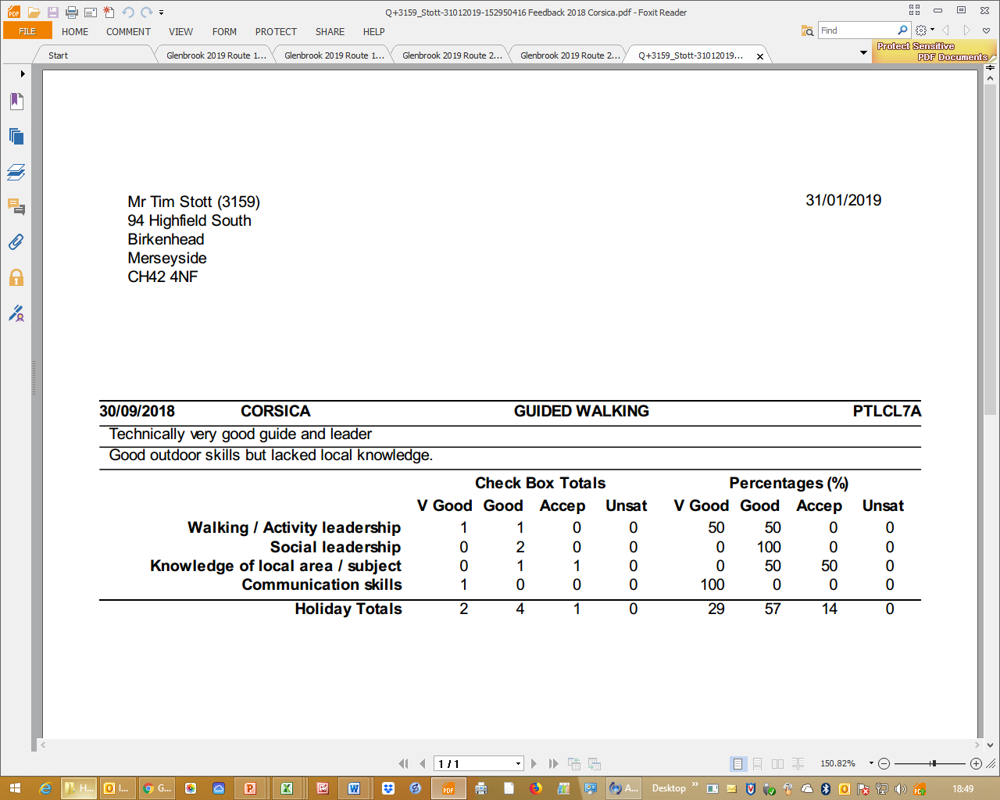 Q+3159_Stott-31012019-152950416 Feedback 2018 Corsica.pdf - Foxit Reader
FILE HOME COMMENT VIEW FORM PROTECT SHARE HELP Find
Start Glenbrook 2019 Route 1... Glenbrook 2019 Route 1... Glenbrook 2019 Route 2... Glenbrook 2019 Route 2... Q+3159_Stott-31012019...
Protect Sensitive
PDF Documents
Mr Tim Stott (3159) 31/01/2019
94 Highfield South
Birkenhead
Merseyside
CH42 4NF
30/09/2018 CORSICA GUIDED WALKING PTLCL7A
Technically very good guide and leader
Good outdoor skills but lacked local knowledge.
Check Box Totals Percentages (%)
V Good Good Accep Unsat V Good Good Accep Unsat
Walking / Activity leadership 1 1 0 0 50 50 0 0
Social leadership 0 2 0 0 0 100 0 0
Knowledge of local area / subject 0 1 1 0 0 50 50 0
Communication skills 1 0 0 0 100 0 0 0
Holiday Totals 2 4 1 0 29 57 14 0
1 / 1 150.82%
H... I... G... A... Desktop 18:49